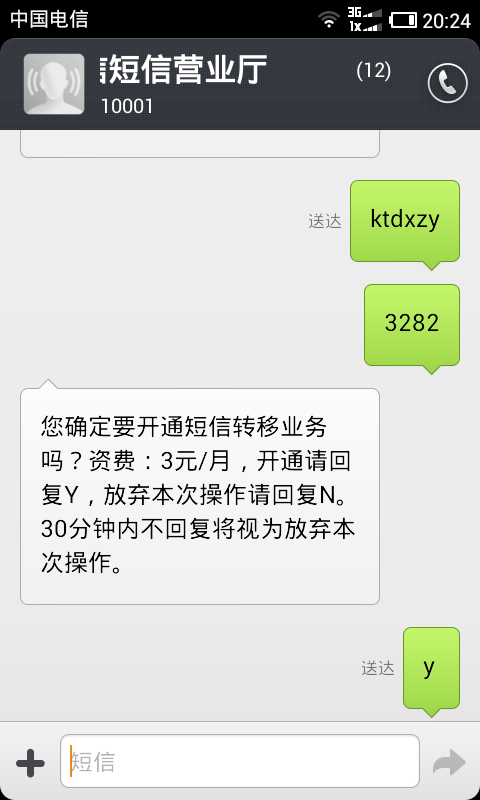 中国电信
3G
1x
20:24
短信营业厅
(12)
10001
送达
ktdxzy
3282
您确定要开通短信转移业务
吗？资费：3元/月，开通请回
复Y，放弃本次操作请回复N。
30分钟内不回复将视为放弃本
次操作。
送达
y
短信